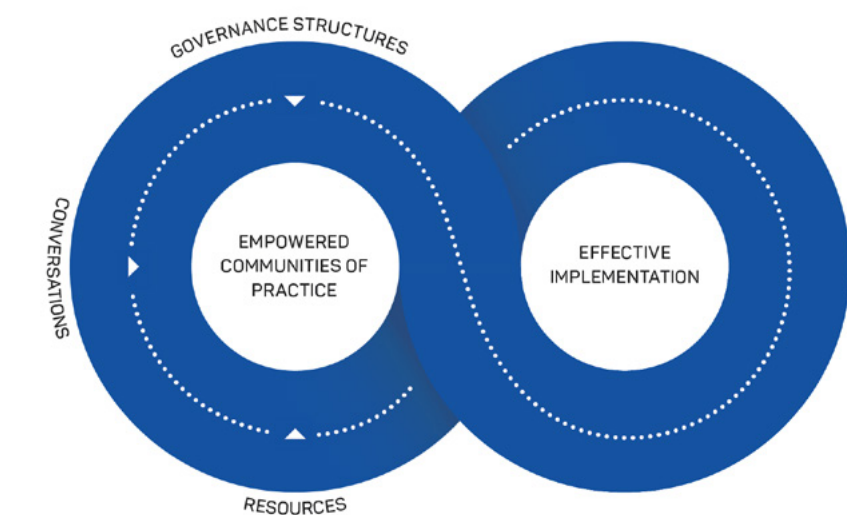 GOVERNANCE STRUCTURES
CONVERSATIONS
EMPOWERED
COMMUNITIES OF
PRACTICE
EFFECTIVE
IMPLEMENTATION
RESOURCES